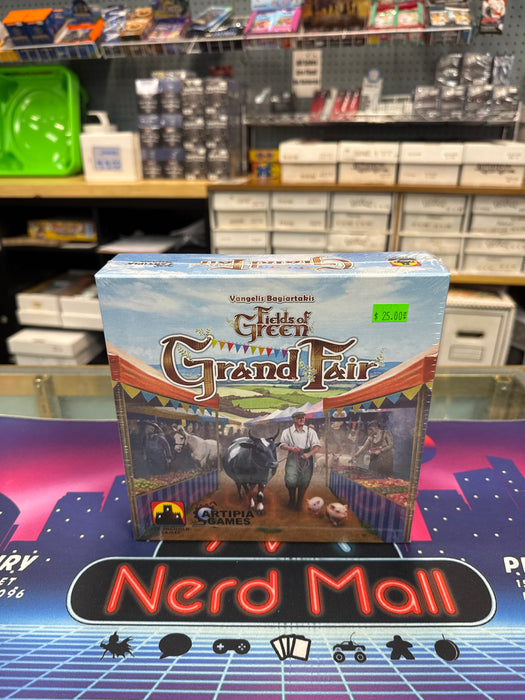 Vangelis Bagiartakis
Fields of
Green
$ 25.00
Grand Fair
ARTIPIA
GAMES
Nerd Mall